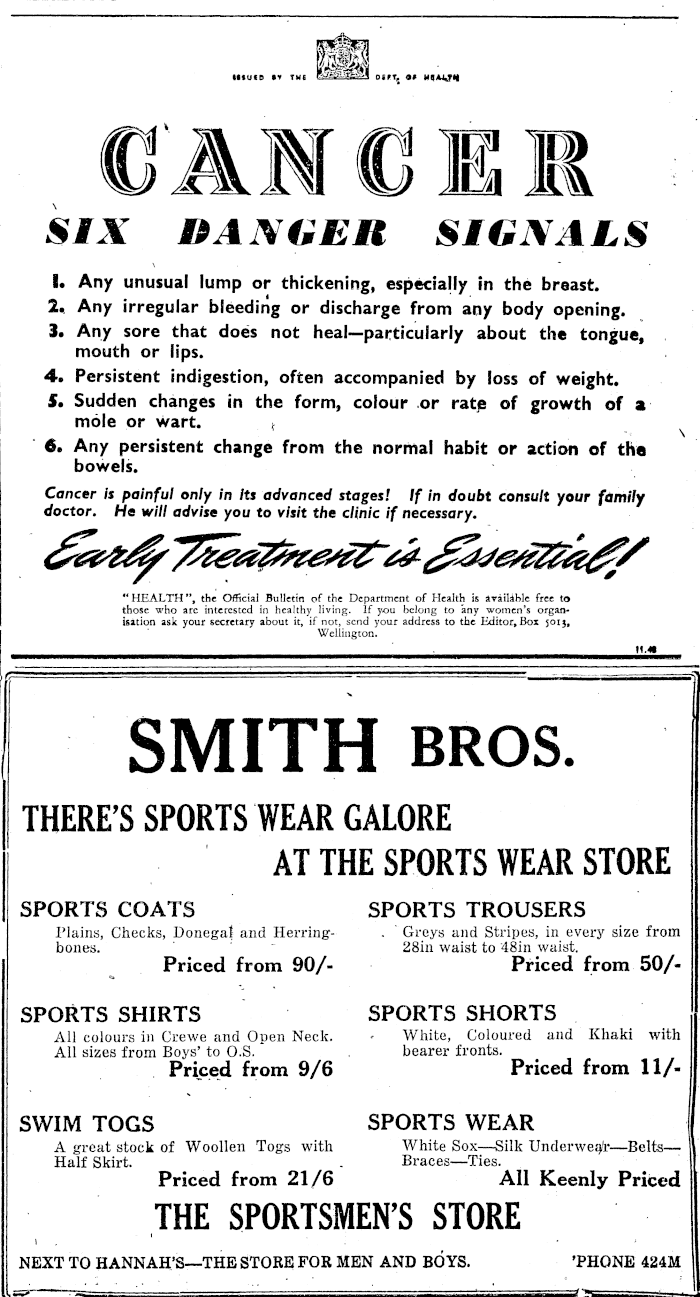 ISSUED BY THE DEPT. OF HEALTH
CANCER
SIX DANGER SIGNALS
1. Any unusual lump or thickening, especially in the breast.
2. Any irregular bleeding or discharge from any body opening.
3. Any sore that does not heal—particularly about the tongue,
mouth or lips.
4. Persistent indigestion, often accompanied by loss of weight.
5. Sudden changes in the form, colour or rate of growth of a
mole or wart.
6. Any persistent change from the normal habit or action of the
bowels.
Cancer is painful only in its advanced stages! If in doubt consult your family
doctor. He will advise you to visit the clinic if necessary.
Early Treatment is Essential!
"HEALTH", the Official Bulletin of the Department of Health is available free to
those who are interested in healthy living. If you belong to any women's organ-
isation ask your secretary about it, if not, send your address to the Editor, Box 5013,
Wellington.
11.48
SMITH BROS.
THERE'S SPORTS WEAR GALORE
AT THE SPORTS WEAR STORE
SPORTS COATS
Plains, Checks, Donegal and Herring-
bones.
Priced from 90/-
SPORTS TROUSERS
Greys and Stripes, in every size from
28in waist to 48in waist.
Priced from 50/-
SPORTS SHIRTS
All colours in Crewe and Open Neck.
All sizes from Boys' to O.S.
Priced from 9/6
SPORTS SHORTS
White, Coloured and Khaki with
bearer fronts.
Priced from 11/-
SWIM TOGS
A great stock of Woollen Togs with
Half Skirt.
Priced from 21/6
SPORTS WEAR
White Sox—Silk Underwear—Belts—
Braces—Ties.
All Keenly Priced
THE SPORTSMEN'S STORE
NEXT TO HANNAH'S—THE STORE FOR MEN AND BOYS. 'PHONE 424M